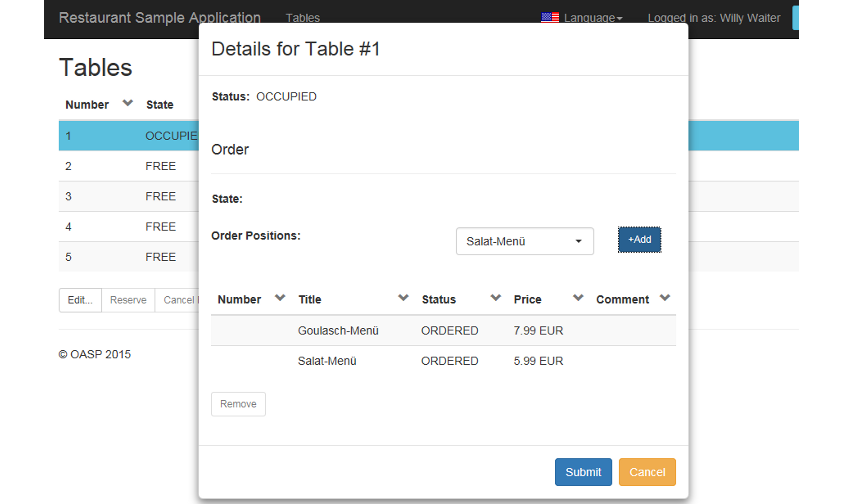 Restaurant Sample Application Tables Language Logged in as: Willy Waiter
Details for Table #1
Tables
Status: OCCUPIED
Number State
1 OCCUPIE
Order
2 FREE
3 FREE
State:
4 FREE
Order Positions: Salat-Menü +Add
5 FREE
Edit... Reserve Cancel
Number Title Status Price Comment
Goulasch-Menü ORDERED 7.99 EUR
© OASP 2015
Salat-Menü ORDERED 5.99 EUR
Remove
Submit Cancel